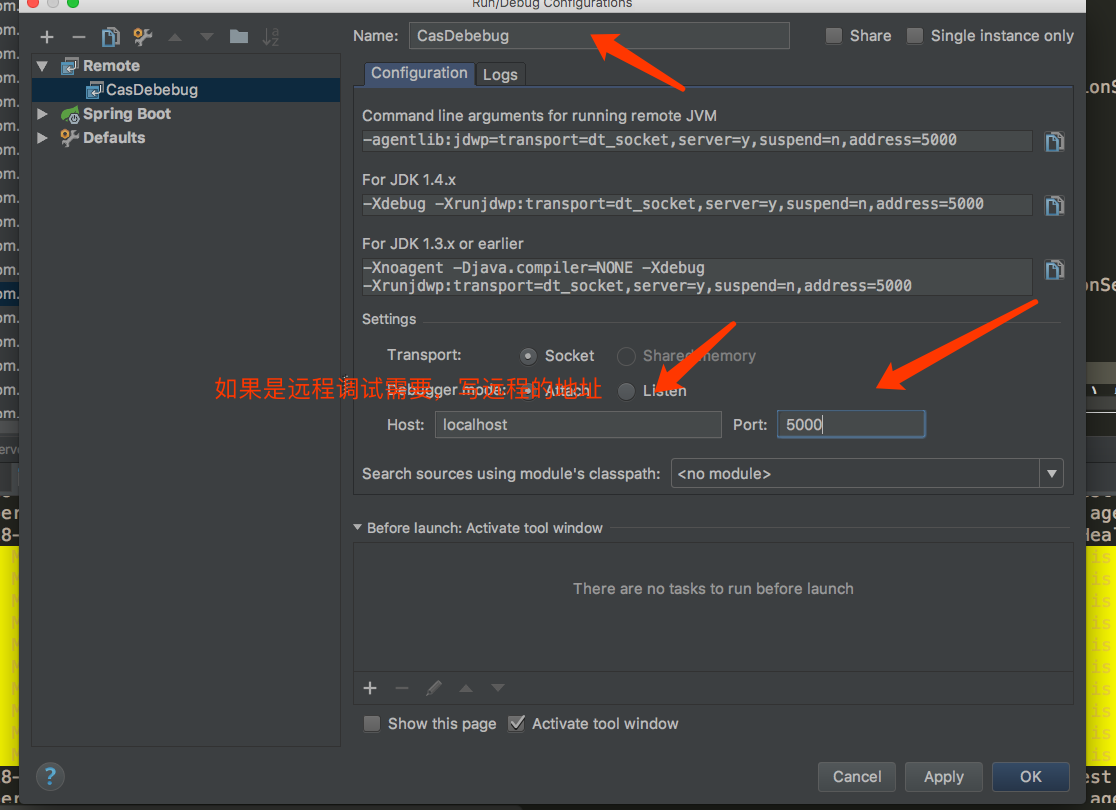 Run/Debug Configurations
Name: CasDebebug Share Single instance only
Remote
CasDebebug
Spring Boot
Defaults
Configuration Logs
Command line arguments for running remote JVM
-agentlib:jdwp=transport=dt_socket,server=y,suspend=n,address=5000
For JDK 1.4.x
-Xdebug -Xrunjdwp:transport=dt_socket,server=y,suspend=n,address=5000
For JDK 1.3.x or earlier
-Xnoagent -Djava.compiler=NONE -Xdebug
-Xrunjdwp:transport=dt_socket,server=y,suspend=n,address=5000
Settings
Transport: Socket Shared memory
如果是远程调试需要，写远程的地址
Debugger mode: Attach Listen
Host: localhost Port: 5000
Search sources using module's classpath: <no module>
Before launch: Activate tool window
There are no tasks to run before launch
Show this page Activate tool window
? Cancel Apply OK